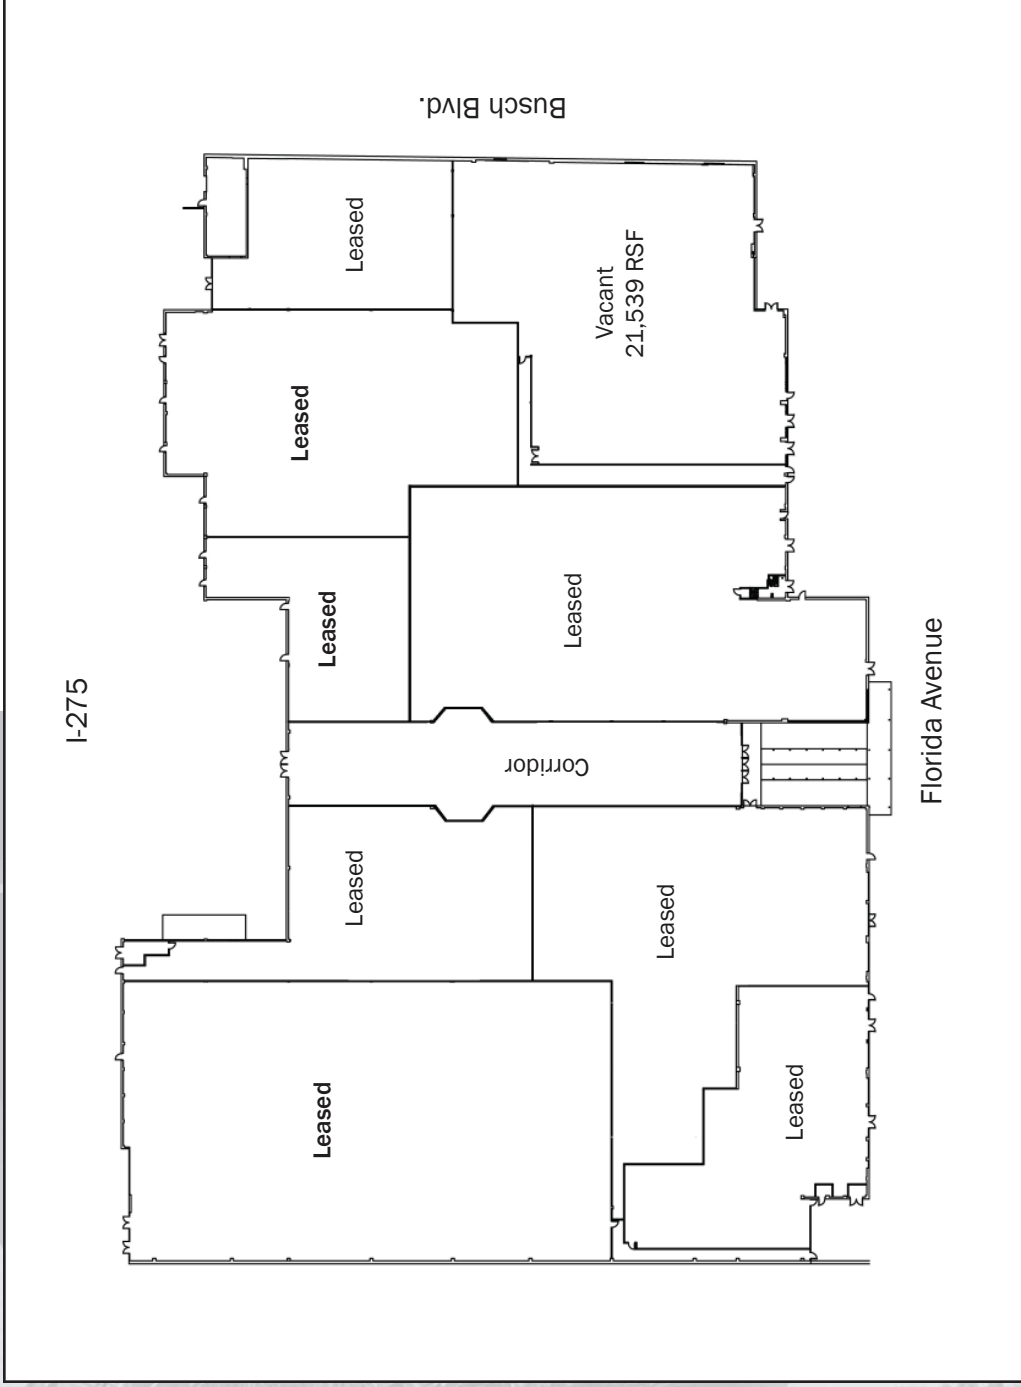 Busch Blvd.
Leased
Vacant
21,539 RSF
Leased
Leased
Leased
I-275
Florida Avenue
Corridor
Leased
Leased
Leased
Leased